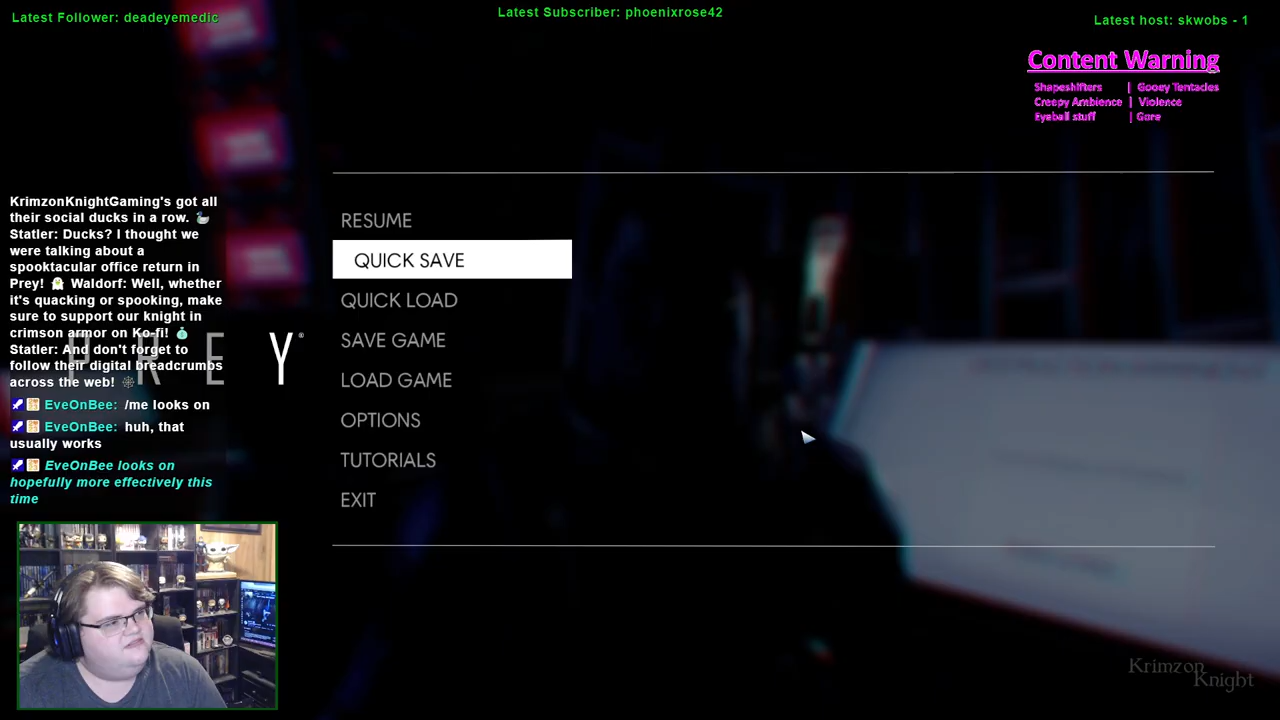 Latest Follower: deadeyemedic
Latest Subscriber: phoenixrose42
Latest host: skwobs - 1
Content Warning
Shapeshifters | Gooey Tentacles
Creepy Ambience | Violence
Eyeball stuff | Gore
KrimzonKnightGaming's got all
their social ducks in a row. 🦆
Statler: Ducks? I thought we
were talking about a
spooktacular office return in
Prey! 👻 Waldorf: Well, whether
it's quacking or spooking, make
sure to support our knight in
crimson armor on Ko-fi! 💰
Statler: And don't forget to
follow their digital breadcrumbs
across the web! 🕸
EveOnBee: /me looks on
EveOnBee: huh, that
usually works
EveOnBee looks on
hopefully more effectively this
time
PREY®
RESUME
QUICK SAVE
QUICK LOAD
SAVE GAME
LOAD GAME
OPTIONS
TUTORIALS
EXIT
Krimzon
Knight